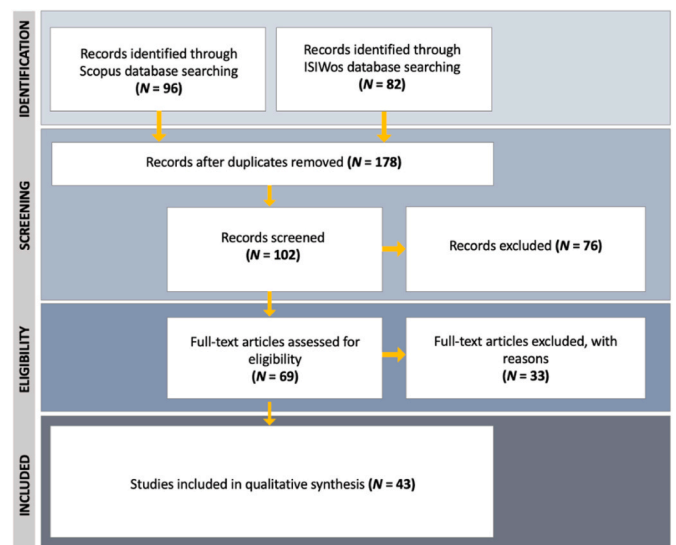 IDENTIFICATION
Records identified through
Scopus database searching
(N = 96)
Records identified through
ISIWos database searching
(N = 82)
SCREENING
Records after duplicates removed (N = 178)
Records screened
(N = 102)
Records excluded (N = 76)
ELIGIBILITY
Full-text articles assessed for
eligibility
(N = 69)
Full-text articles excluded, with
reasons
(N = 33)
INCLUDED
Studies included in qualitative synthesis (N = 43)